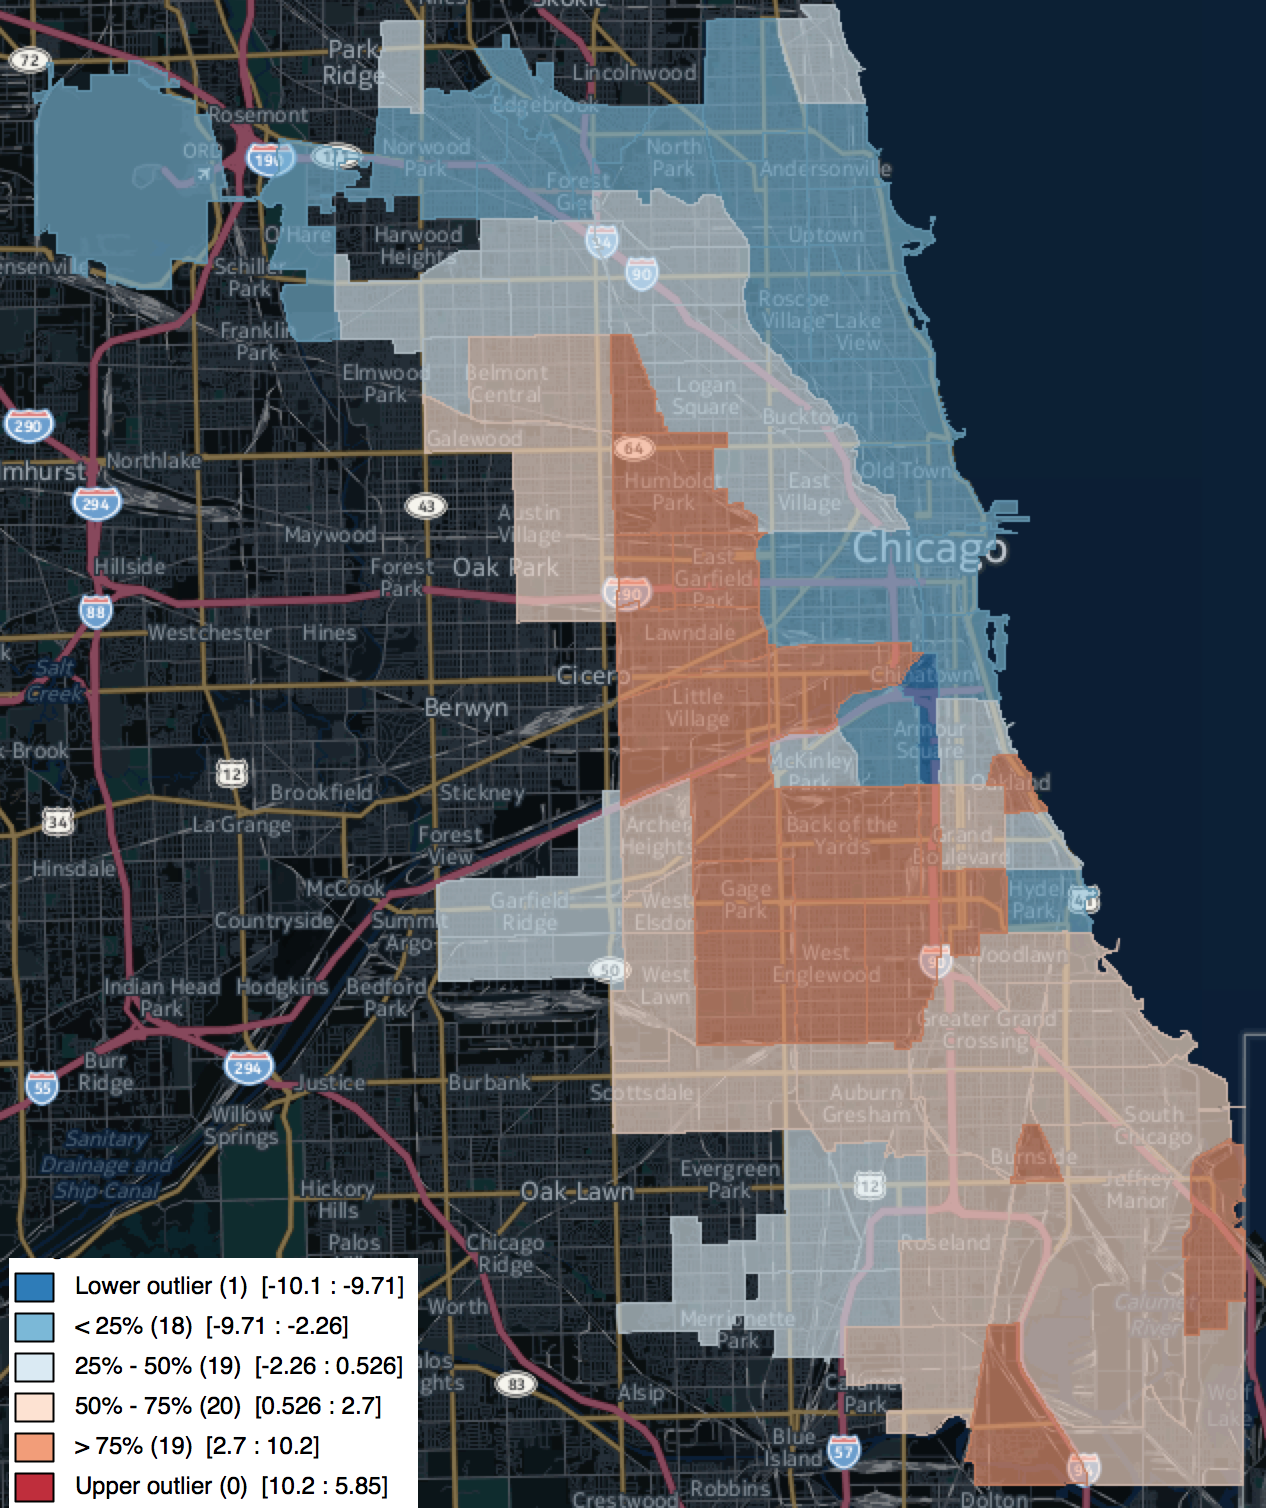 Skokie
72
Park
Ridge
Lincolnwood
Edgebrook
Rosemont
ORD
190
171
Norwood
Park
North
Park
Andersonville
Forest
Glen
O'Hare
Harwood
Heights
94
Uptown
ensenville
Schiller
Park
90
Roscoe
Village
Lake
View
Franklin
Park
Elmwood
Park
Belmont
Central
Logan
Square
Bucktown
290
Galewood
64
mhurst
Northlake
Old Town
294
43
Humboldt
Park
East
Village
Austin
Village
Maywood
Chicago
Hillside
Forest
Park
Oak Park
East
Garfield
Park
290
88
Westchester
Hines
Lawndale
Salt
Creek
Cicero
Chinatown
Berwyn
Little
Village
Armour
Square
k Brook
12
McKinley
Park
Oakland
Brookfield
Stickney
34
La Grange
Forest
View
Archer
Heights
Back of the
Yards
Grand
Boulevard
Hinsdale
McCook
Countryside
Summit
Argo
Garfield
Ridge
West
Elsdon
Gage
Park
Hyde
Park
41
50
West
Lawn
West
Englewood
90
Woodlawn
Indian Head
Park
Hodgkins
Bedford
Park
Greater Grand
Crossing
Burr
Ridge
55
294
Justice
Burbank
Scottsdale
Auburn
Gresham
South
Chicago
Willow
Springs
Sanitary
Drainage and
Ship Canal
Evergreen
Park
12
Burnside
Jeffrey
Manor
Hickory
Hills
Oak Lawn
Palos
Chicago
Ridge
Roseland
Calumet
River
Worth
Merrionette
Park
alos
ghts
83
Alsip
Calumet
Park
Wolf
Lake
Blue
Island
57
94
Robbins
Crestwood
Dolton
Lower outlier (1) [-10.1 : -9.71]
< 25% (18) [-9.71 : -2.26]
25% - 50% (19) [-2.26 : 0.526]
50% - 75% (20) [0.526 : 2.7]
> 75% (19) [2.7 : 10.2]
Upper outlier (0) [10.2 : 5.85]